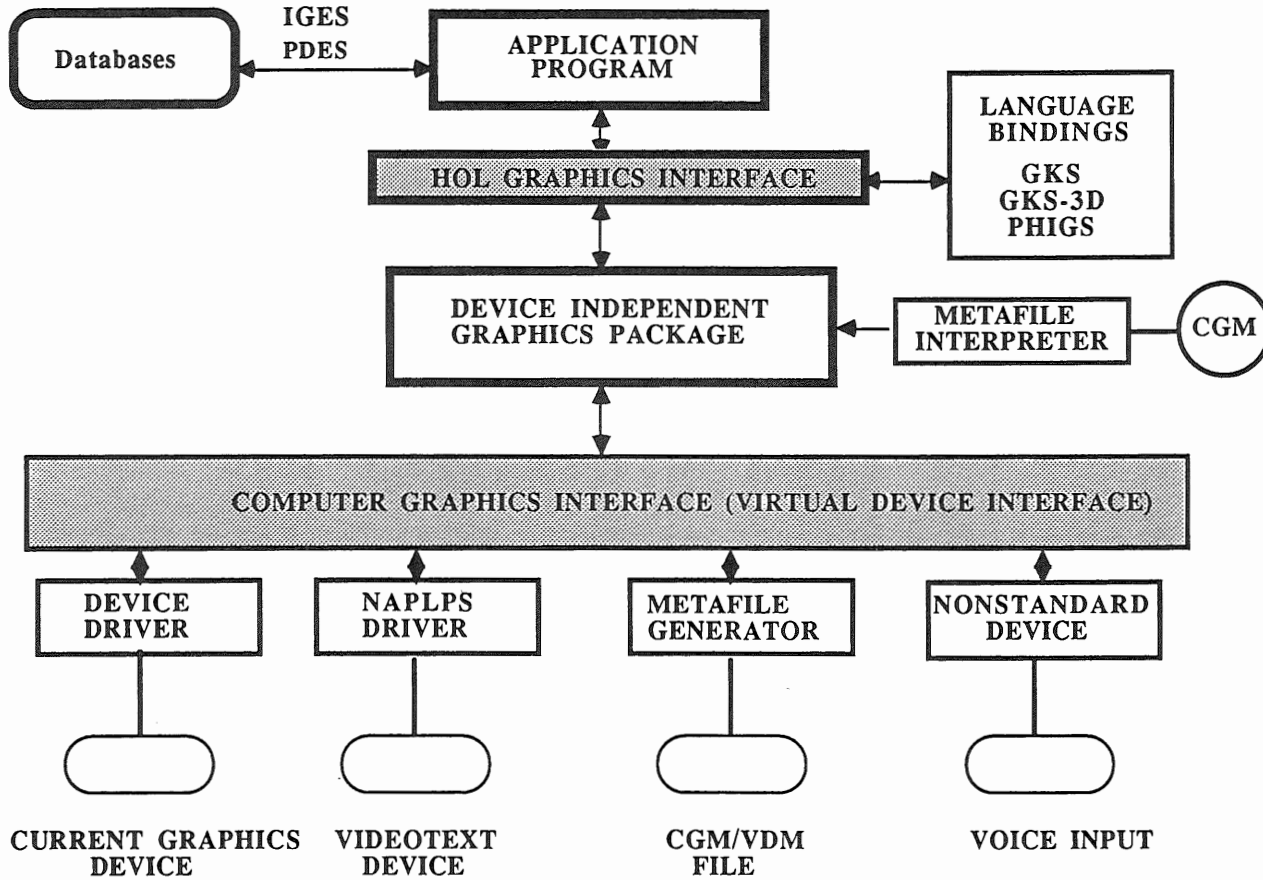 IGES
PDES
Databases
APPLICATION
PROGRAM
LANGUAGE
BINDINGS
GKS
GKS-3D
PHIGS
HOL GRAPHICS INTERFACE
DEVICE INDEPENDENT
GRAPHICS PACKAGE
METAFILE
INTERPRETER
CGM
COMPUTER GRAPHICS INTERFACE (VIRTUAL DEVICE INTERFACE)
DEVICE
DRIVER
NAPLPS
DRIVER
METAFILE
GENERATOR
NONSTANDARD
DEVICE
CURRENT GRAPHICS
DEVICE
VIDEOTEXT
DEVICE
CGM/VDM
FILE
VOICE INPUT